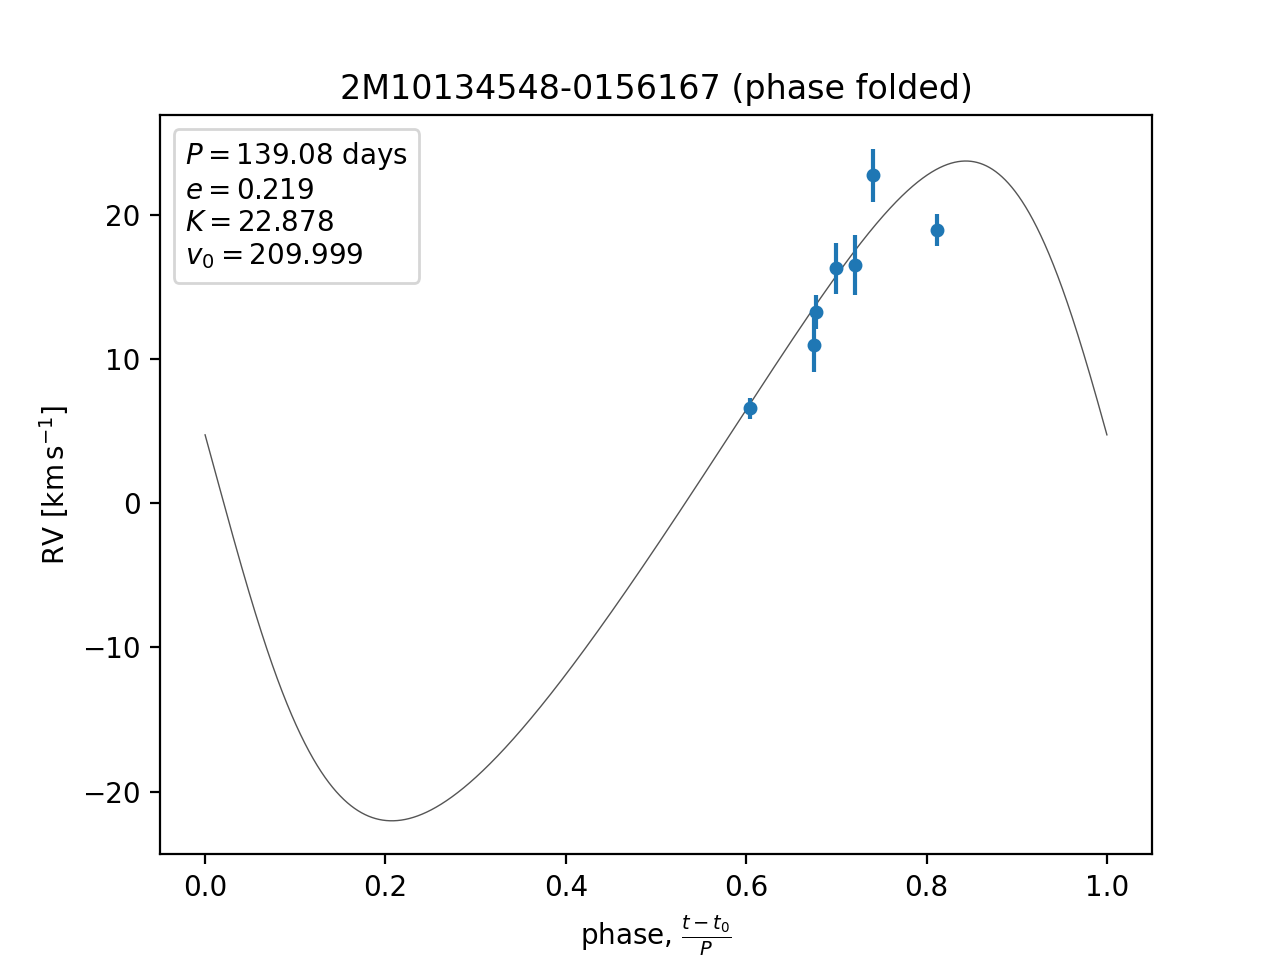 2M10134548-0156167 (phase folded)
P = 139.08 days
e = 0.219
K = 22.878
v₀ = 209.999
RV [km s⁻¹]
20
10
0
−10
−20
0.0 0.2 0.4 0.6 0.8 1.0
phase, (t − t₀)/P